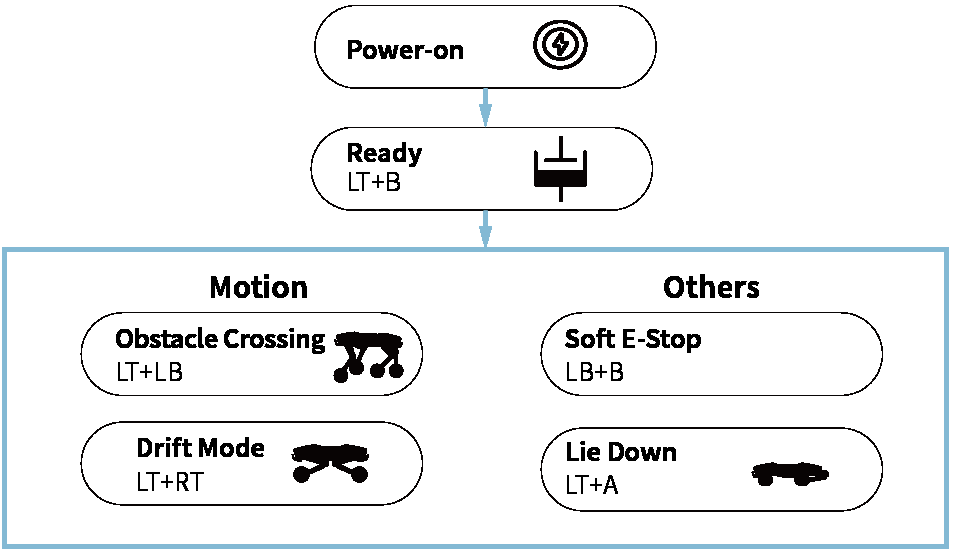 Power-on
Ready
LT+B
Motion
Obstacle Crossing
LT+LB
Drift Mode
LT+RT
Others
Soft E-Stop
LB+B
Lie Down
LT+A